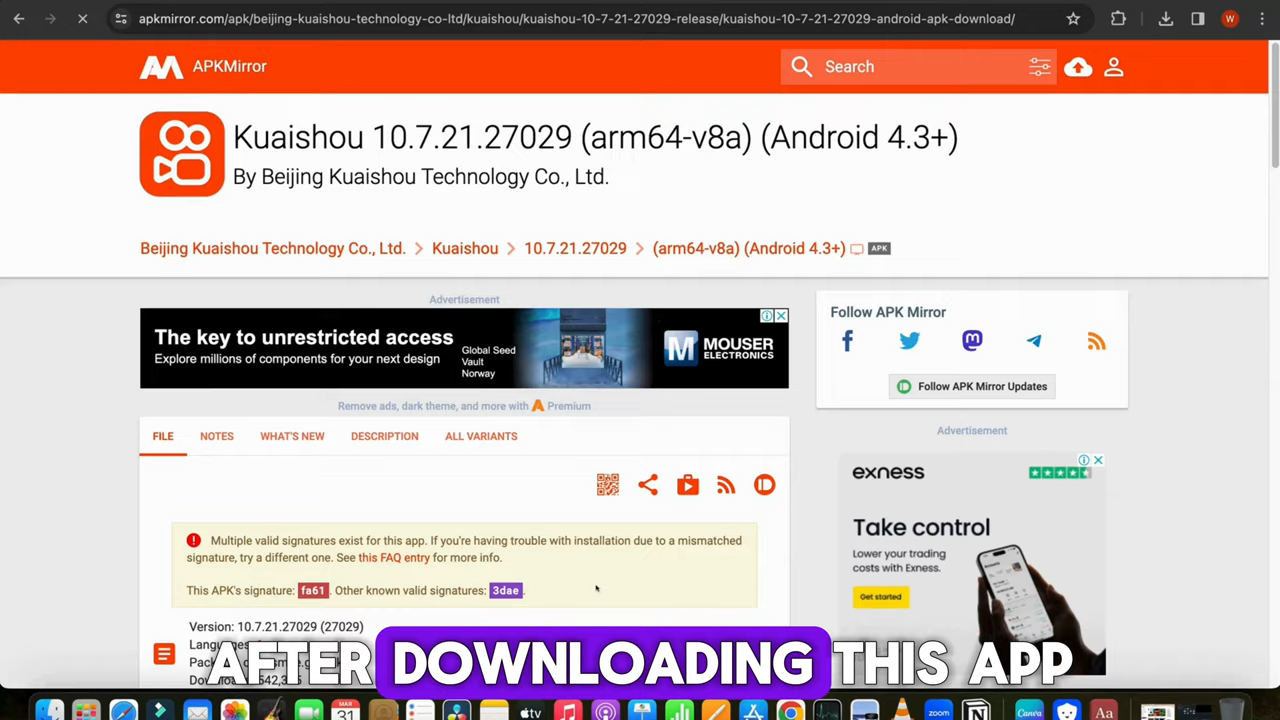 apkmirror.com/apk/beijing-kuaishou-technology-co-ltd/kuaishou/kuaishou-10-7-21-27029-release/kuaishou-10-7-21-27029-android-apk-download/
W
APKMirror
Search
Kuaishou 10.7.21.27029 (arm64-v8a) (Android 4.3+)
By Beijing Kuaishou Technology Co., Ltd.
Beijing Kuaishou Technology Co., Ltd. > Kuaishou > 10.7.21.27029 > (arm64-v8a) (Android 4.3+) APK
Advertisement
The key to unrestricted access
Explore millions of components for your next design
Global Seed
Vault
Norway
M MOUSER
ELECTRONICS
Remove ads, dark theme, and more with Premium
Follow APK Mirror
Follow APK Mirror Updates
Advertisement
FILE NOTES WHAT'S NEW DESCRIPTION ALL VARIANTS
Multiple valid signatures exist for this app. If you're having trouble with installation due to a mismatched
signature, try a different one. See this FAQ entry for more info.
This APK's signature: fa61. Other known valid signatures: 3dae.
Version: 10.7.21.27029 (27029)
exness
Take control
Lower your trading
costs with Exness.
Get started
AFTER DOWNLOADING THIS APP
MAR
31
tv
zoom
N
Canva
Aa